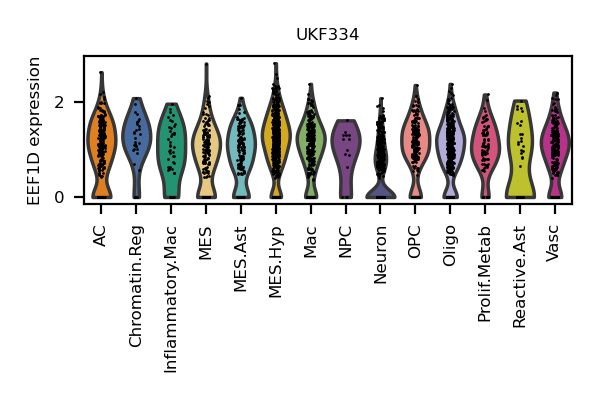 UKF334
EEF1D expression
2
0
AC
Chromatin.Reg
Inflammatory.Mac
MES
MES.Ast
MES.Hyp
Mac
NPC
Neuron
OPC
Oligo
Prolif.Metab
Reactive.Ast
Vasc